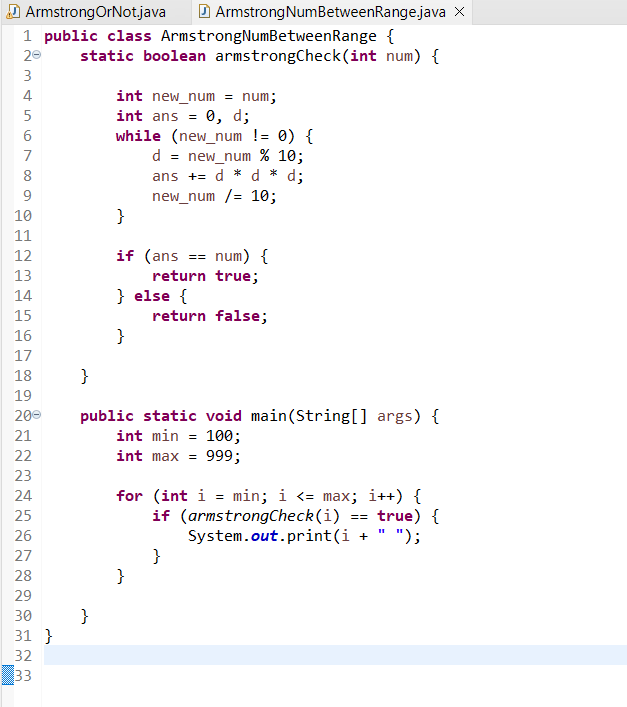 ArmstrongOrNot.java ArmstrongNumBetweenRange.java
1 public class ArmstrongNumBetweenRange {
2 static boolean armstrongCheck(int num) {
3
4 int new_num = num;
5 int ans = 0, d;
6 while (new_num != 0) {
7 d = new_num % 10;
8 ans += d * d * d;
9 new_num /= 10;
10 }
11
12 if (ans == num) {
13 return true;
14 } else {
15 return false;
16 }
17
18 }
19
20 public static void main(String[] args) {
21 int min = 100;
22 int max = 999;
23
24 for (int i = min; i <= max; i++) {
25 if (armstrongCheck(i) == true) {
26 System.out.print(i + " ");
27 }
28 }
29
30 }
31 }
32
33